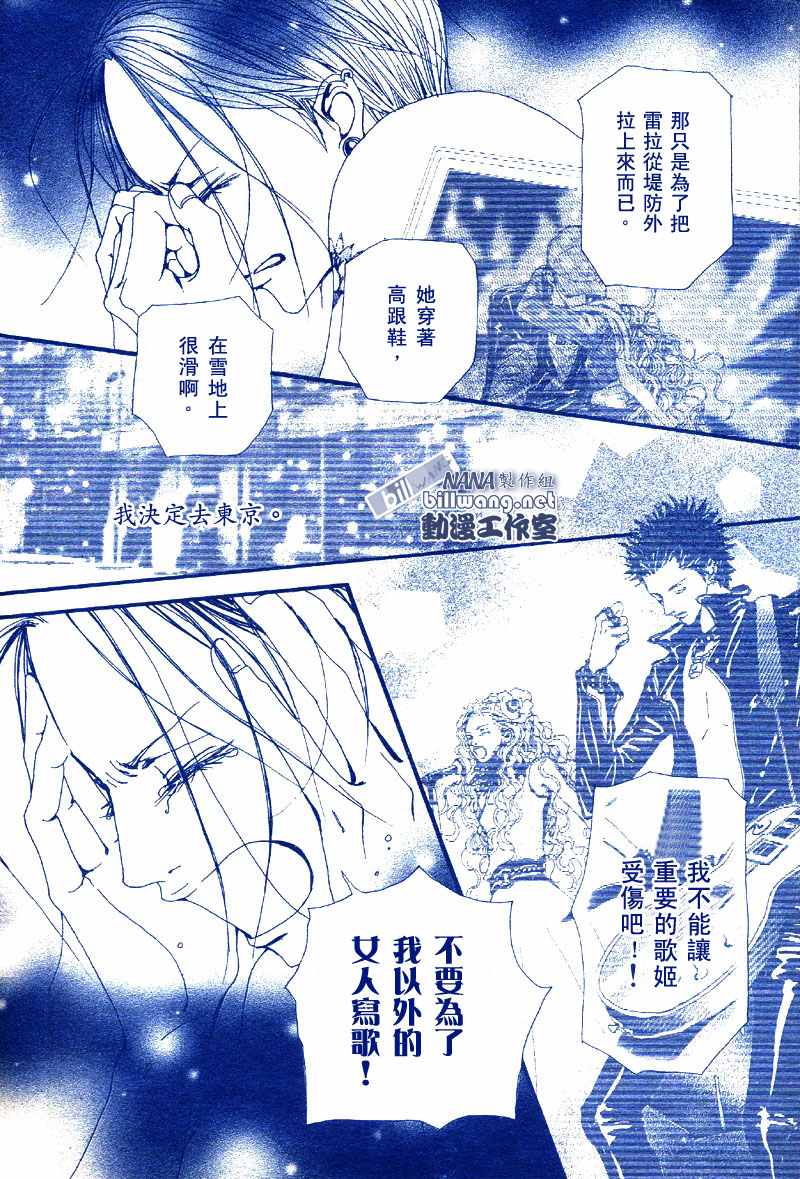 那只是為了把
雷拉從堤防外
拉上來而已。
她穿著
高跟鞋，
在雪地上
很滑啊。
NANA製作組
bill
billwang.net
動漫工作室
我決定去東京。
我不能讓
重要的歌姬
受傷吧！！
不要為了
我以外的
女人寫歌！